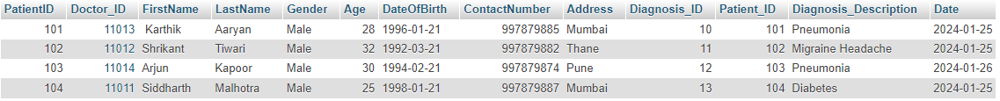 PatientID Doctor_ID FirstName LastName Gender Age DateOfBirth ContactNumber Address Diagnosis_ID Patient_ID Diagnosis_Description Date
101 11013 Karthik Aaryan Male 28 1996-01-21 997879885 Mumbai 10 101 Pneumonia 2024-01-25
102 11012 Shrikant Tiwari Male 32 1992-03-21 997879882 Thane 11 102 Migraine Headache 2024-01-25
103 11014 Arjun Kapoor Male 30 1994-02-21 997879874 Pune 12 103 Pneumonia 2024-01-26
104 11011 Siddharth Malhotra Male 25 1998-01-21 997879887 Mumbai 13 104 Diabetes 2024-01-25